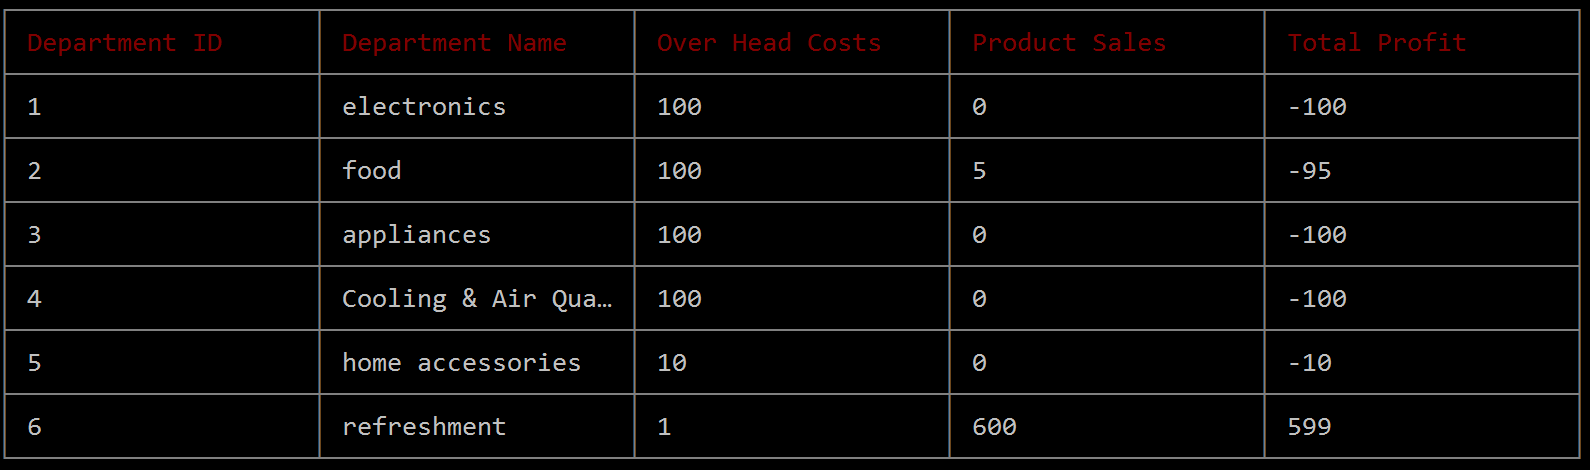 Department ID Department Name Over Head Costs Product Sales Total Profit
1 electronics 100 0 -100
2 food 100 5 -95
3 appliances 100 0 -100
4 Cooling & Air Qua… 100 0 -100
5 home accessories 10 0 -10
6 refreshment 1 600 599